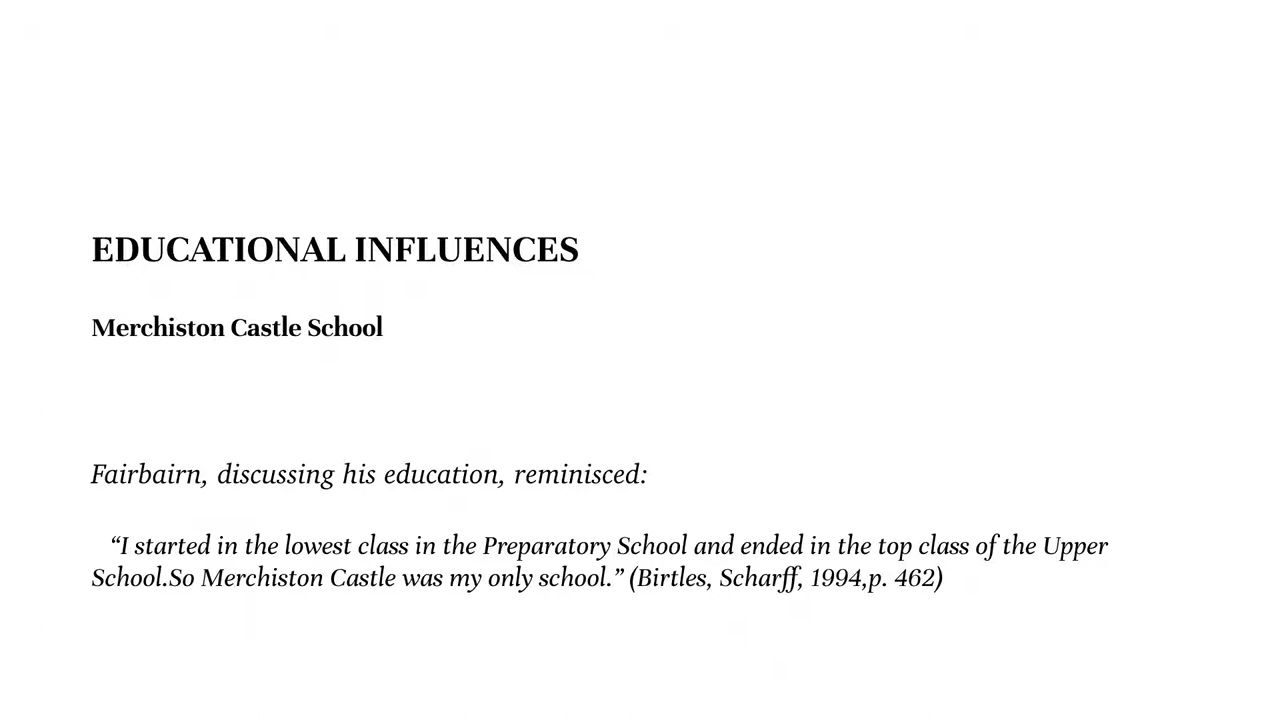 EDUCATIONAL INFLUENCES
Merchiston Castle School
Fairbairn, discussing his education, reminisced:
“I started in the lowest class in the Preparatory School and ended in the top class of the Upper
School.So Merchiston Castle was my only school.” (Birtles, Scharff, 1994,p. 462)